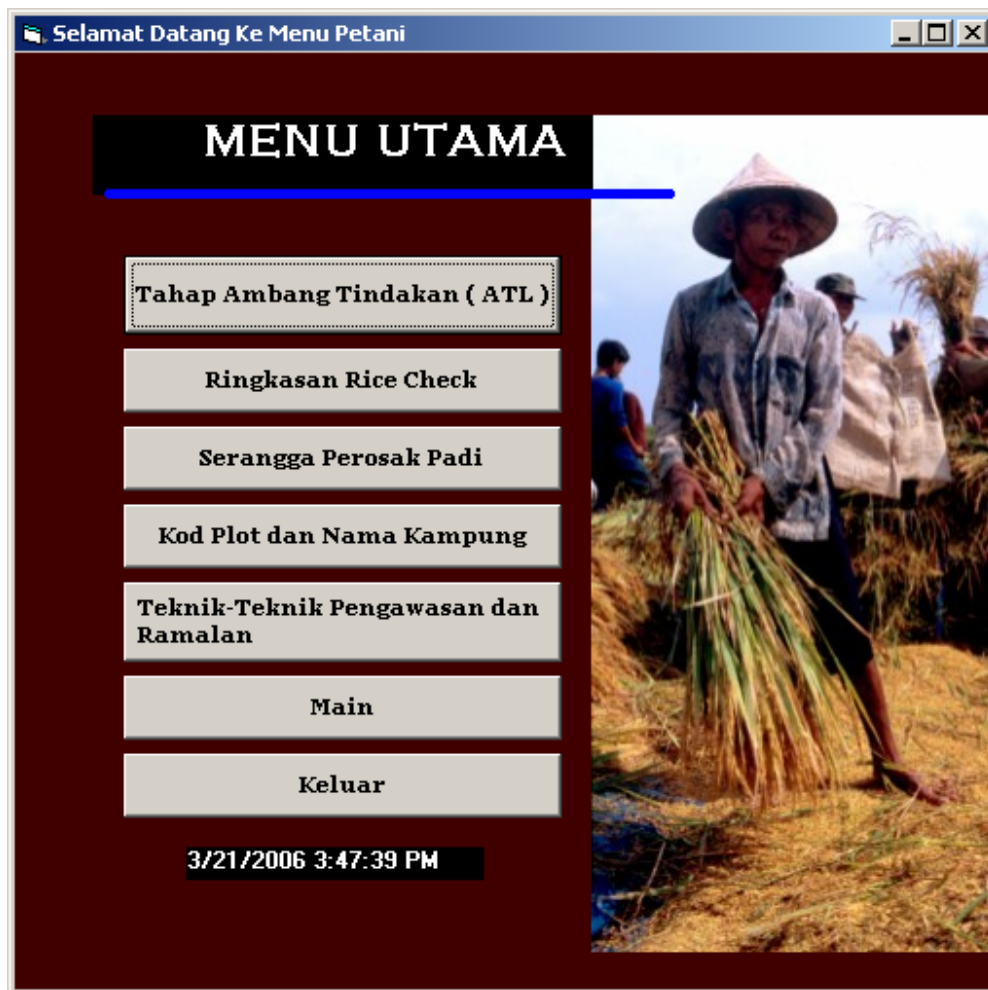 Selamat Datang Ke Menu Petani
MENU UTAMA
Tahap Ambang Tindakan ( ATL )
Ringkasan Rice Check
Serangga Perosak Padi
Kod Plot dan Nama Kampung
Teknik-Teknik Pengawasan dan
Ramalan
Main
Keluar
3/21/2006 3:47:39 PM